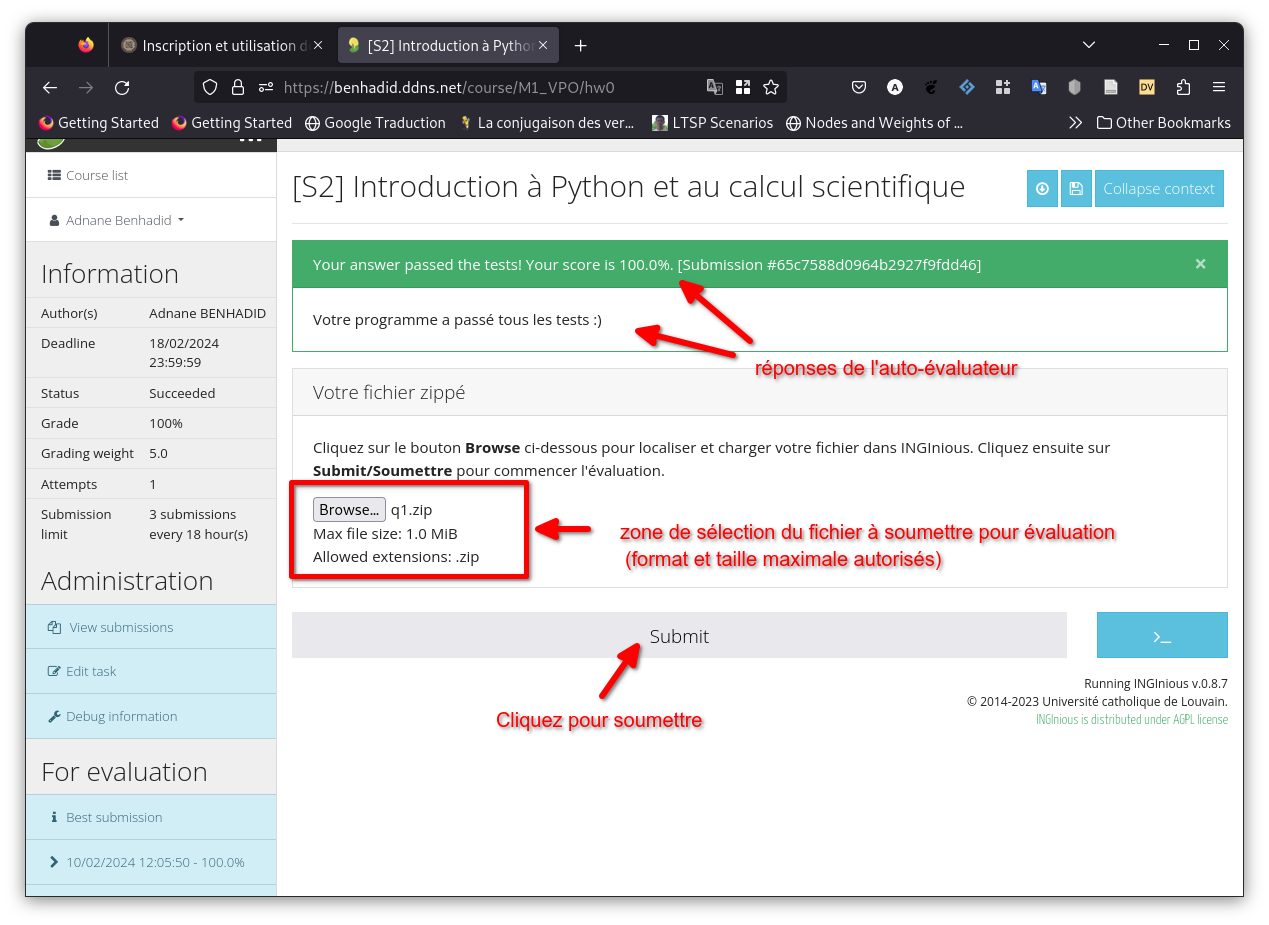 Inscription et utilisation d
[S2] Introduction à Pytho
https://benhadid.ddns.net/course/M1_VPO/hw0
Getting Started
Getting Started
Google Traduction
La conjugaison des ver…
LTSP Scenarios
Nodes and Weights of …
Other Bookmarks
Course list
Adnane Benhadid
Information
Author(s) Adnane BENHADID
Deadline 18/02/2024
23:59:59
Status Succeeded
Grade 100%
Grading weight 5.0
Attempts 1
Submission 3 submissions
limit every 18 hour(s)
Administration
View submissions
Edit task
Debug information
For evaluation
Best submission
10/02/2024 12:05:50 - 100.0%
[S2] Introduction à Python et au calcul scientifique
Collapse context
Your answer passed the tests! Your score is 100.0%. [Submission #65c7588d0964b2927f9fdd46]
×
Votre programme a passé tous les tests :)
réponses de l'auto-évaluateur
Votre fichier zippé
Cliquez sur le bouton Browse ci-dessous pour localiser et charger votre fichier dans INGInious. Cliquez ensuite sur
Submit/Soumettre pour commencer l'évaluation.
Browse… q1.zip
Max file size: 1.0 MiB
Allowed extensions: .zip
zone de sélection du fichier à soumettre pour évaluation
(format et taille maximale autorisés)
Submit
>_
Cliquez pour soumettre
Running INGInious v.0.8.7
© 2014-2023 Université catholique de Louvain.
INGInious is distributed under AGPL license